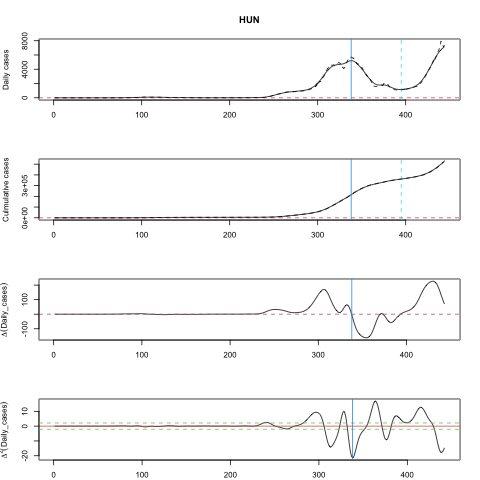 HUN
Daily cases
0 4000 8000
0 100 200 300 400
Culmulative cases
0e+00 3e+05
0 100 200 300 400
Δ(Daily_cases)
-100 100
0 100 200 300 400
Δ²(Daily_cases)
-20 0 10
0 100 200 300 400